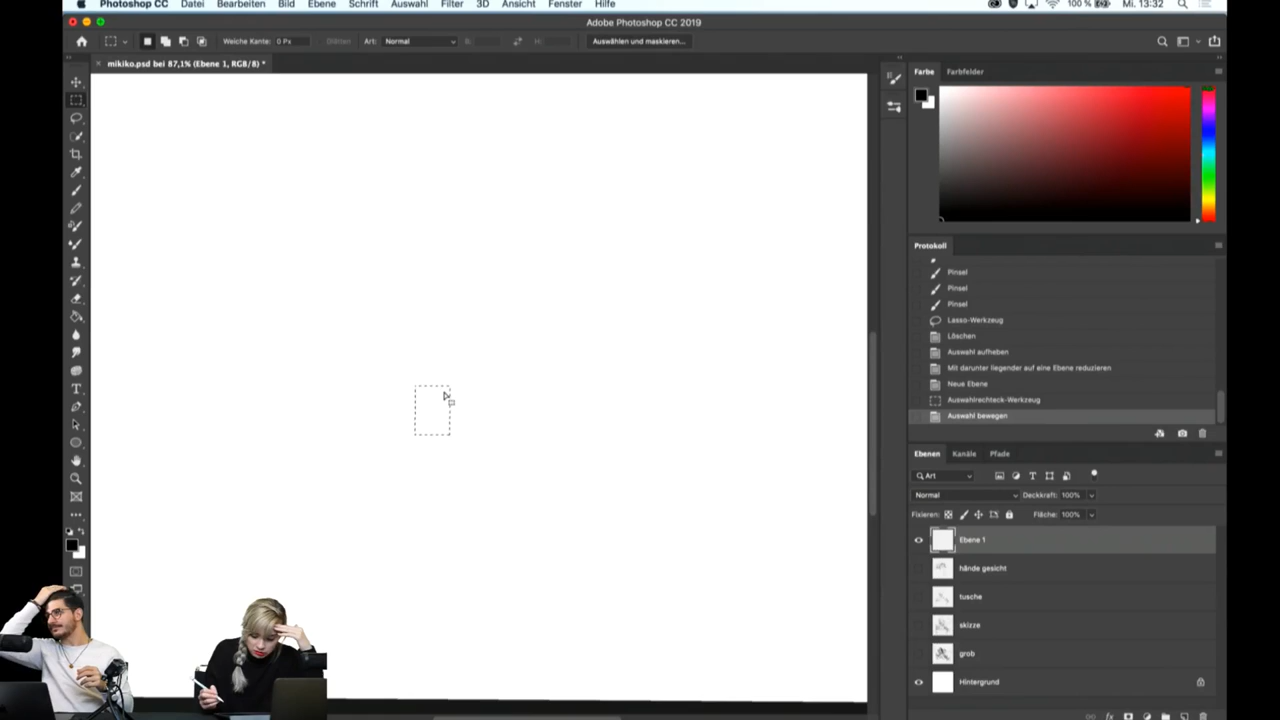 Photoshop CC Datei Bearbeiten Bild Ebene Schrift Auswahl Filter 3D Ansicht Fenster Hilfe 100 % Mi. 13:32
Adobe Photoshop CC 2019
Weiche Kante: 0 Px Glätten Art: Normal B: H: Auswählen und maskieren...
mikiko.psd bei 87,1% (Ebene 1, RGB/8) *
Farbe Farbfelder
Protokoll
Pinsel
Pinsel
Pinsel
Lasso-Werkzeug
Löschen
Auswahl aufheben
Mit darunter liegender auf eine Ebene reduzieren
Neue Ebene
Auswahlrechteck-Werkzeug
Auswahl bewegen
Ebenen Kanäle Pfade
Art
Normal Deckkraft: 100%
Fixieren: Fläche: 100%
Ebene 1
hände gesicht
tusche
skizze
grob
Hintergrund